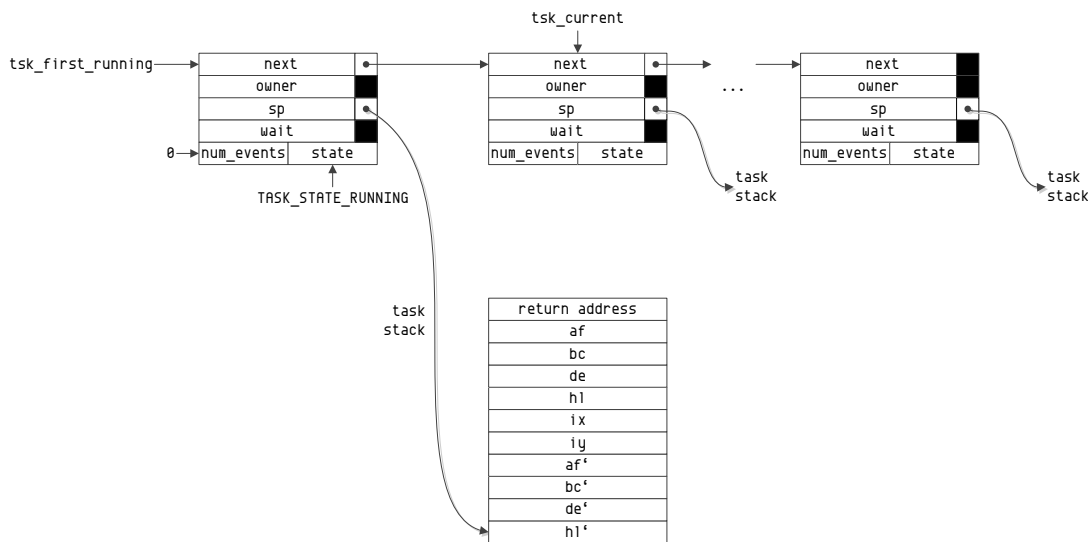 tsk_current
tsk_first_running
next
next
next
owner
owner
...
owner
sp
sp
sp
wait
wait
wait
0
num_events
state
num_events
state
num_events
state
task
stack
task
stack
TASK_STATE_RUNNING
task
stack
return address
af
bc
de
hl
ix
iy
af‘
bc‘
de‘
hl‘